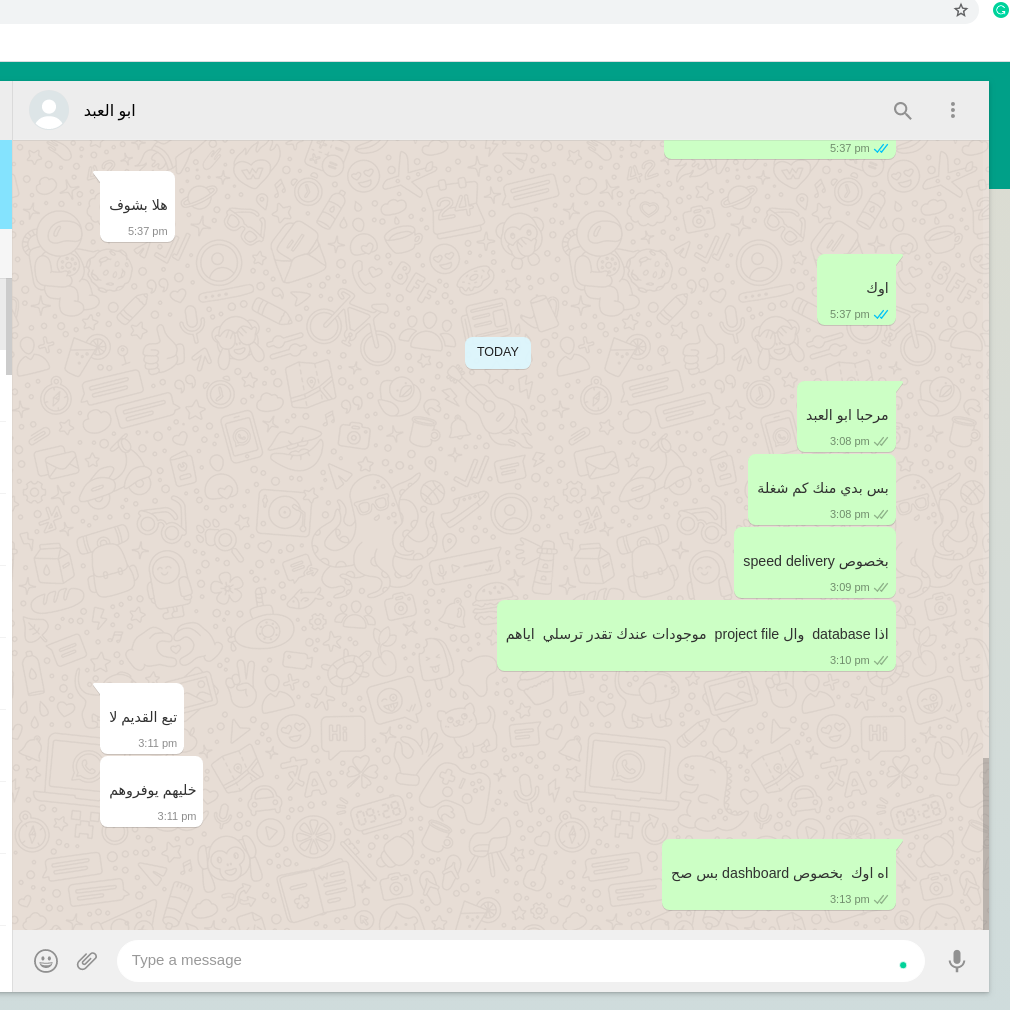 ابو العبد
5:37 pm
هلا بشوف
5:37 pm
اوك
5:37 pm
TODAY
مرحبا ابو العبد
3:08 pm
بس بدي منك كم شغلة
3:08 pm
بخصوص speed delivery
3:09 pm
اذا database وال project file موجودات عندك تقدر ترسلي اياهم
3:10 pm
تبع القديم لا
3:11 pm
خليهم يوفروهم
3:11 pm
اه اوك بخصوص dashboard بس صح
3:13 pm
Type a message